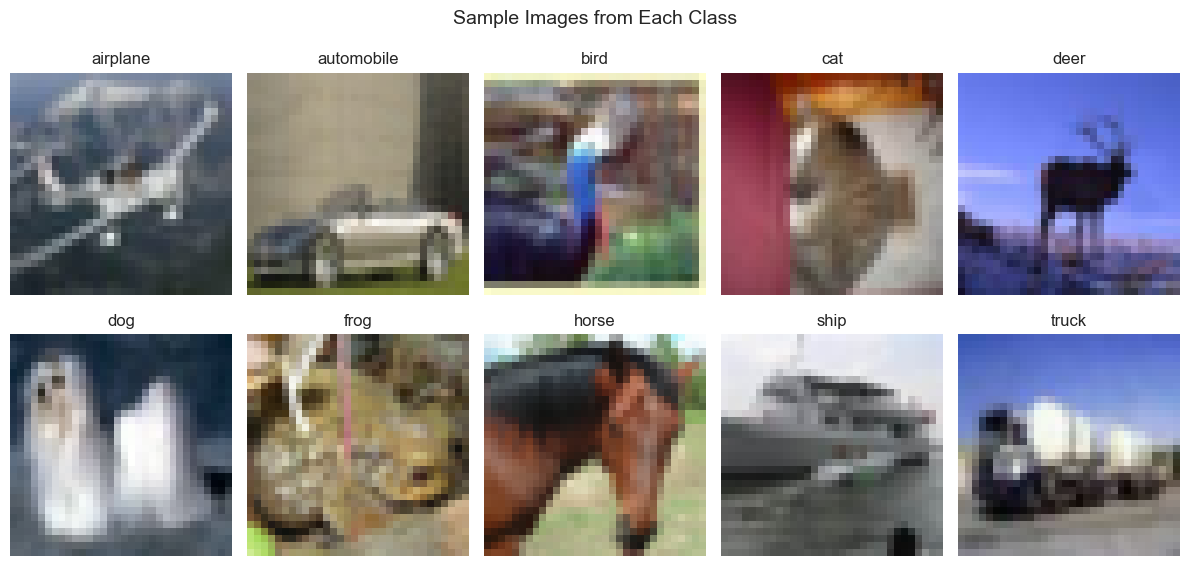 Sample Images from Each Class
airplane automobile bird cat deer
dog frog horse ship truck